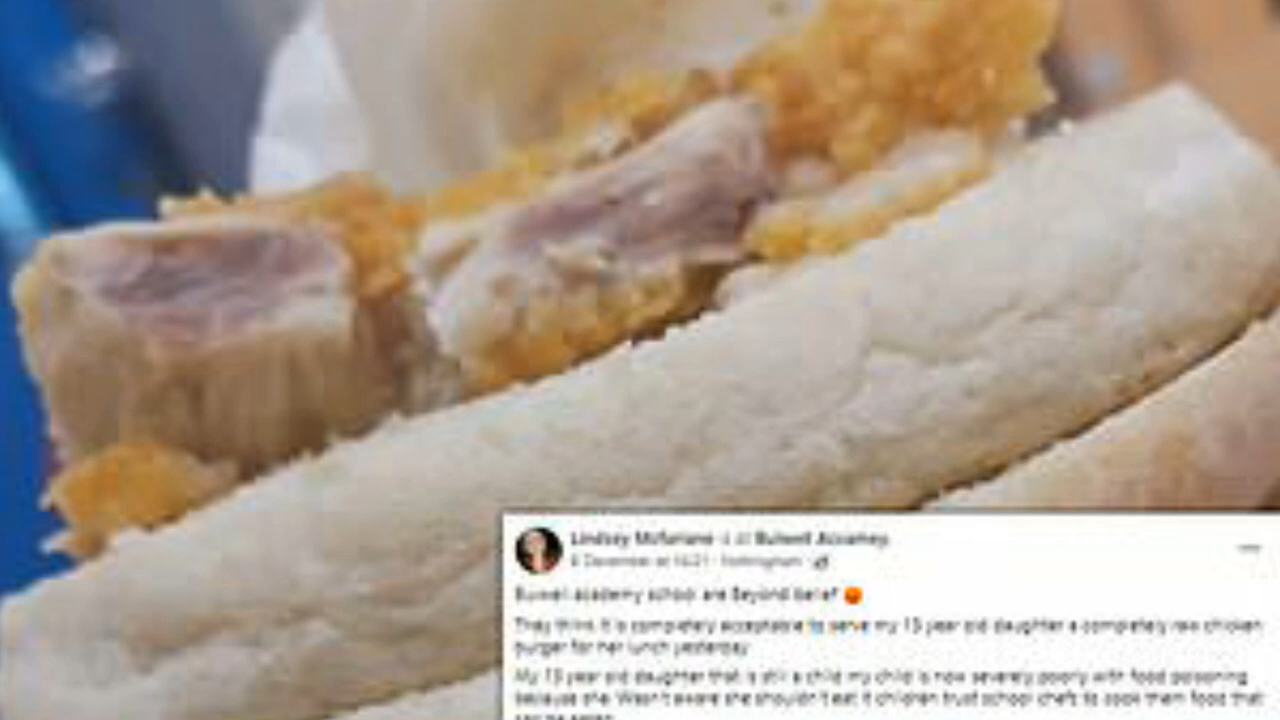 Lindsey Mcfarlane is at Bulwell Academy.
December at Nottingham
Bulwell academy school are Beyond belief
They think it is completely acceptable to serve my 13 year old daughter a completely raw chicken
burger for her lunch yesterday
My 13 year old daughter that is still a child my child is now severely poorly with food poisoning
because she Wasn't aware she shouldn't eat it children trust school chefs to cook them food that